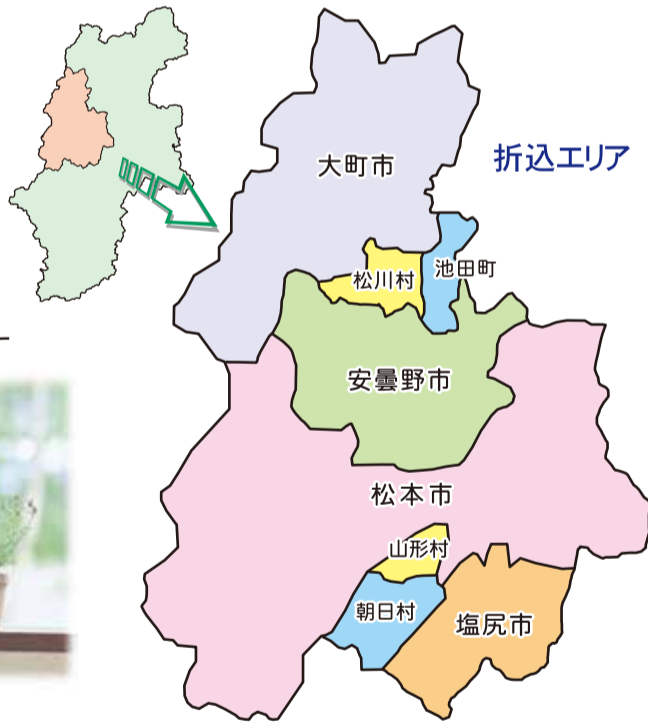 折込エリア
大町市
松川村
池田町
安曇野市
松本市
山形村
朝日村
塩尻市